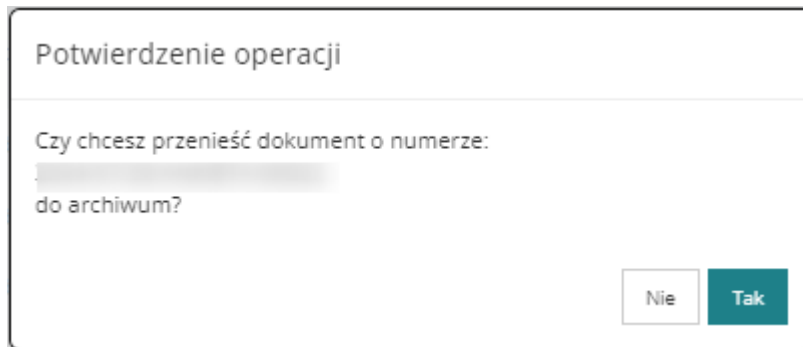 Potwierdzenie operacji
Czy chcesz przenieść dokument o numerze:
do archiwum?
Nie
Tak